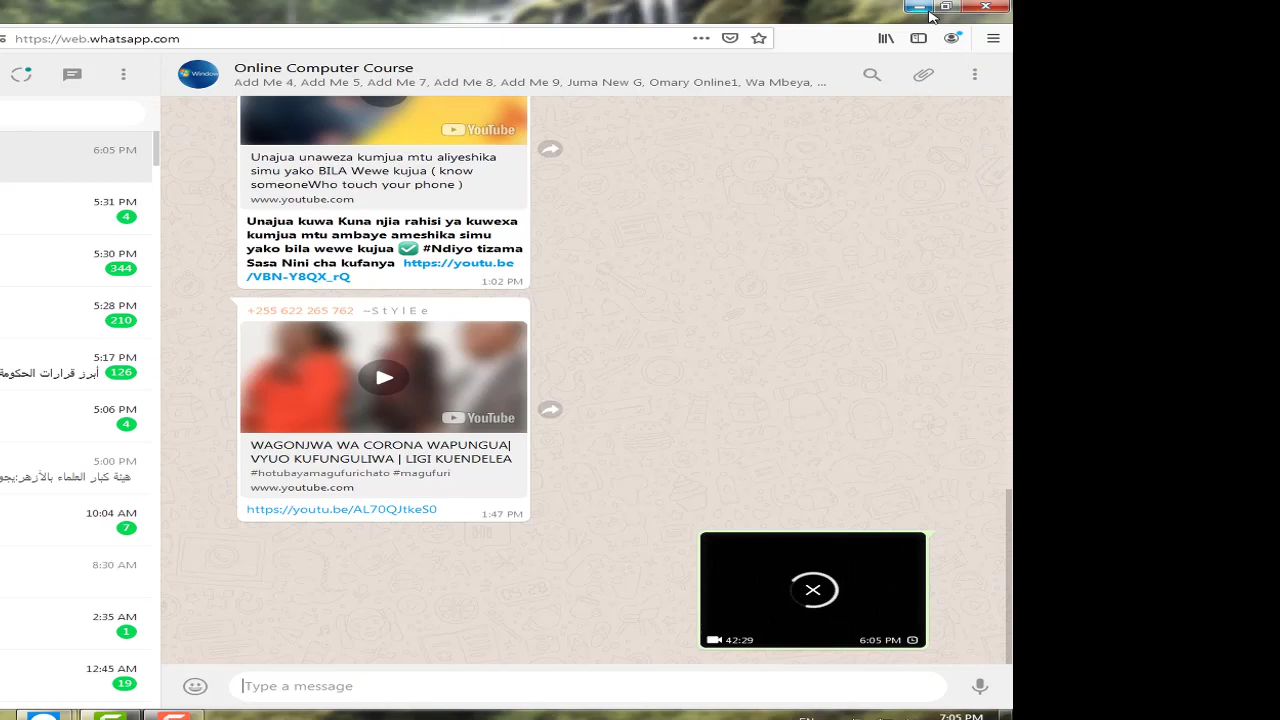 https://web.whatsapp.com
Online Computer Course
Add Me 4, Add Me 5, Add Me 7, Add Me 8, Add Me 9, Juma New G, Omary Online1, Wa Mbeya, ...
6:05 PM
5:31 PM
4
5:30 PM
344
5:28 PM
210
5:17 PM
أبرز قرارات الحكومة
126
5:06 PM
4
5:00 PM
هيئة كبار العلماء بالأزهر:يجو
10:04 AM
7
8:30 AM
2:35 AM
1
12:45 AM
19
Windows
YouTube
Unajua unaweza kumjua mtu aliyeshika
simu yako BILA Wewe kujua ( know
someoneWho touch your phone )
www.youtube.com
Unajua kuwa Kuna njia rahisi ya kuwexa
kumjua mtu ambaye ameshika simu
yako bila wewe kujua ✅ #Ndiyo tizama
Sasa Nini cha kufanya https://youtu.be
/VBN-Y8QX_rQ
1:02 PM
+255 622 265 762 ~S t Y l E e
YouTube
WAGONJWA WA CORONA WAPUNGUA|
VYUO KUFUNGULIWA | LIGI KUENDELEA
#hotubayamagufurichato #magufuri
www.youtube.com
https://youtu.be/AL70QJtkeS0
1:47 PM
42:29
6:05 PM
Type a message
7:05 PM